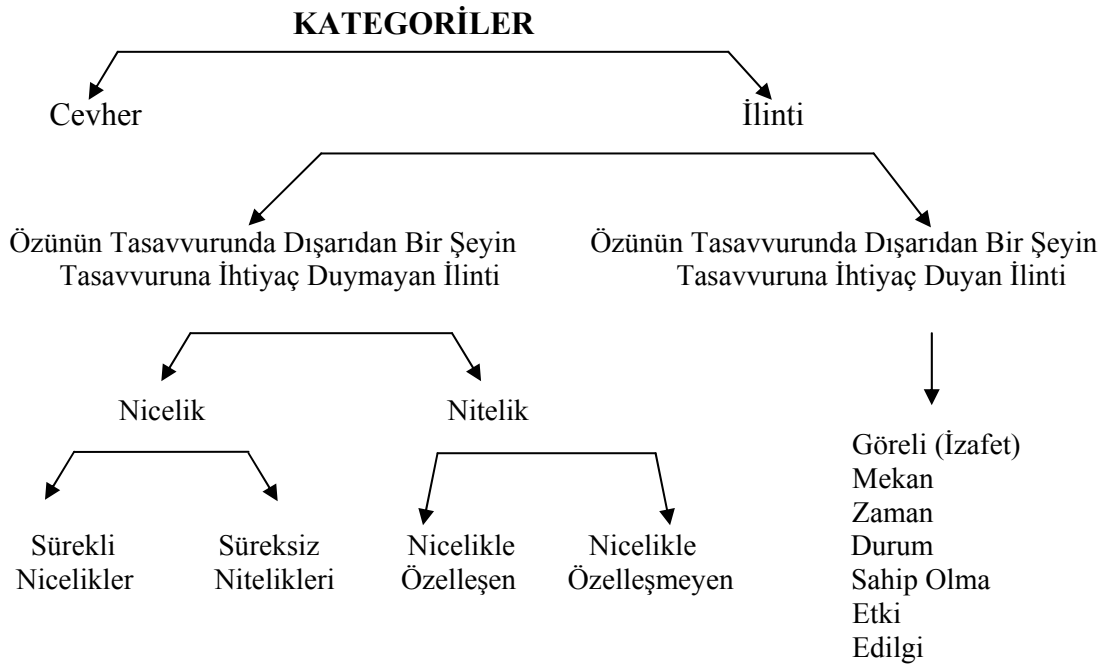 KATEGORİLER
Cevher
İlinti
Özünün Tasavvurunda Dışarıdan Bir Şeyin
Tasavvuruna İhtiyaç Duymayan İlinti
Özünün Tasavvurunda Dışarıdan Bir Şeyin
Tasavvuruna İhtiyaç Duyan İlinti
Nicelik
Nitelik
Sürekli
Nicelikler
Süreksiz
Nitelikleri
Nicelikle
Özelleşen
Nicelikle
Özelleşmeyen
Göreli (İzafet)
Mekan
Zaman
Durum
Sahip Olma
Etki
Edilgi